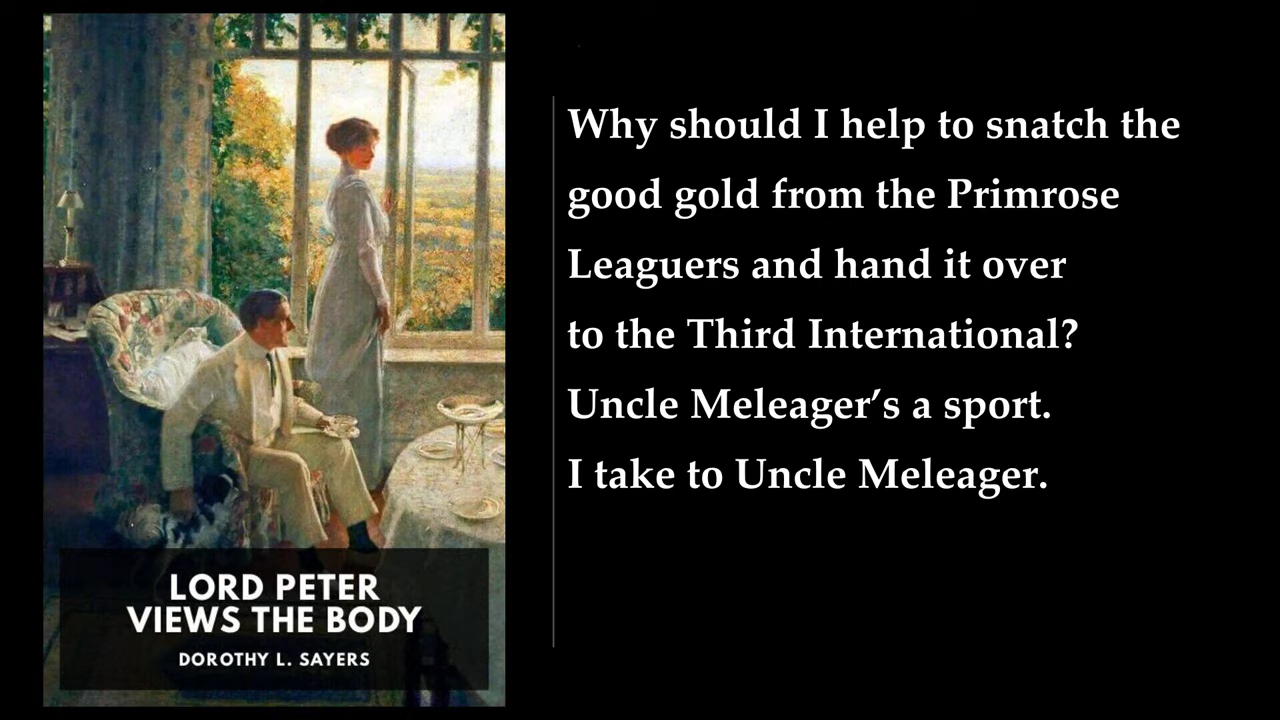 Why should I help to snatch the
good gold from the Primrose
Leaguers and hand it over
to the Third International?
Uncle Meleager’s a sport.
I take to Uncle Meleager.
LORD PETER
VIEWS THE BODY
DOROTHY L. SAYERS